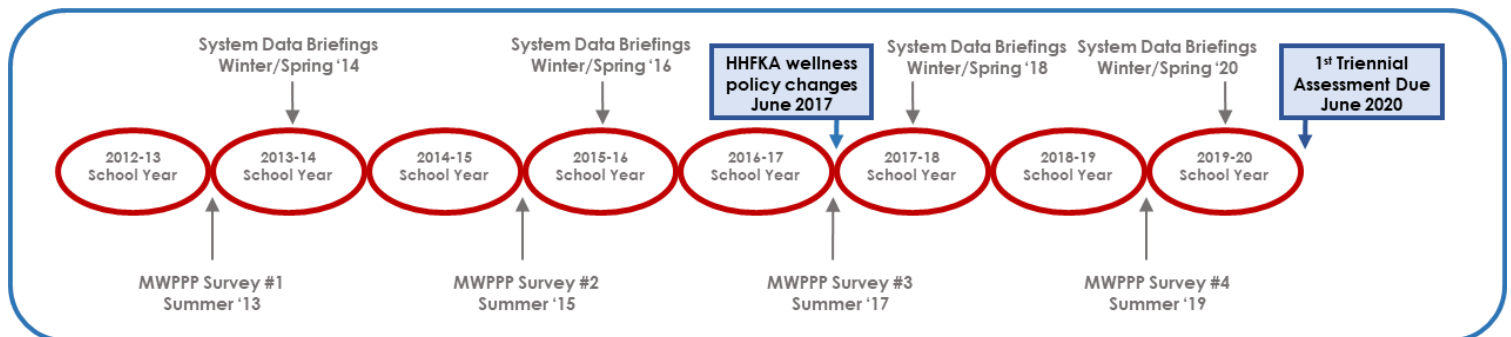 System Data Briefings
Winter/Spring ‘14
System Data Briefings
Winter/Spring ‘16
HHFKA wellness
policy changes
June 2017
System Data Briefings
Winter/Spring ‘18
System Data Briefings
Winter/Spring ‘20
1st Triennial
Assessment Due
June 2020
2012-13
School Year
2013-14
School Year
2014-15
School Year
2015-16
School Year
2016-17
School Year
2017-18
School Year
2018-19
School Year
2019-20
School Year
MWPPP Survey #1
Summer ‘13
MWPPP Survey #2
Summer ‘15
MWPPP Survey #3
Summer ‘17
MWPPP Survey #4
Summer ‘19